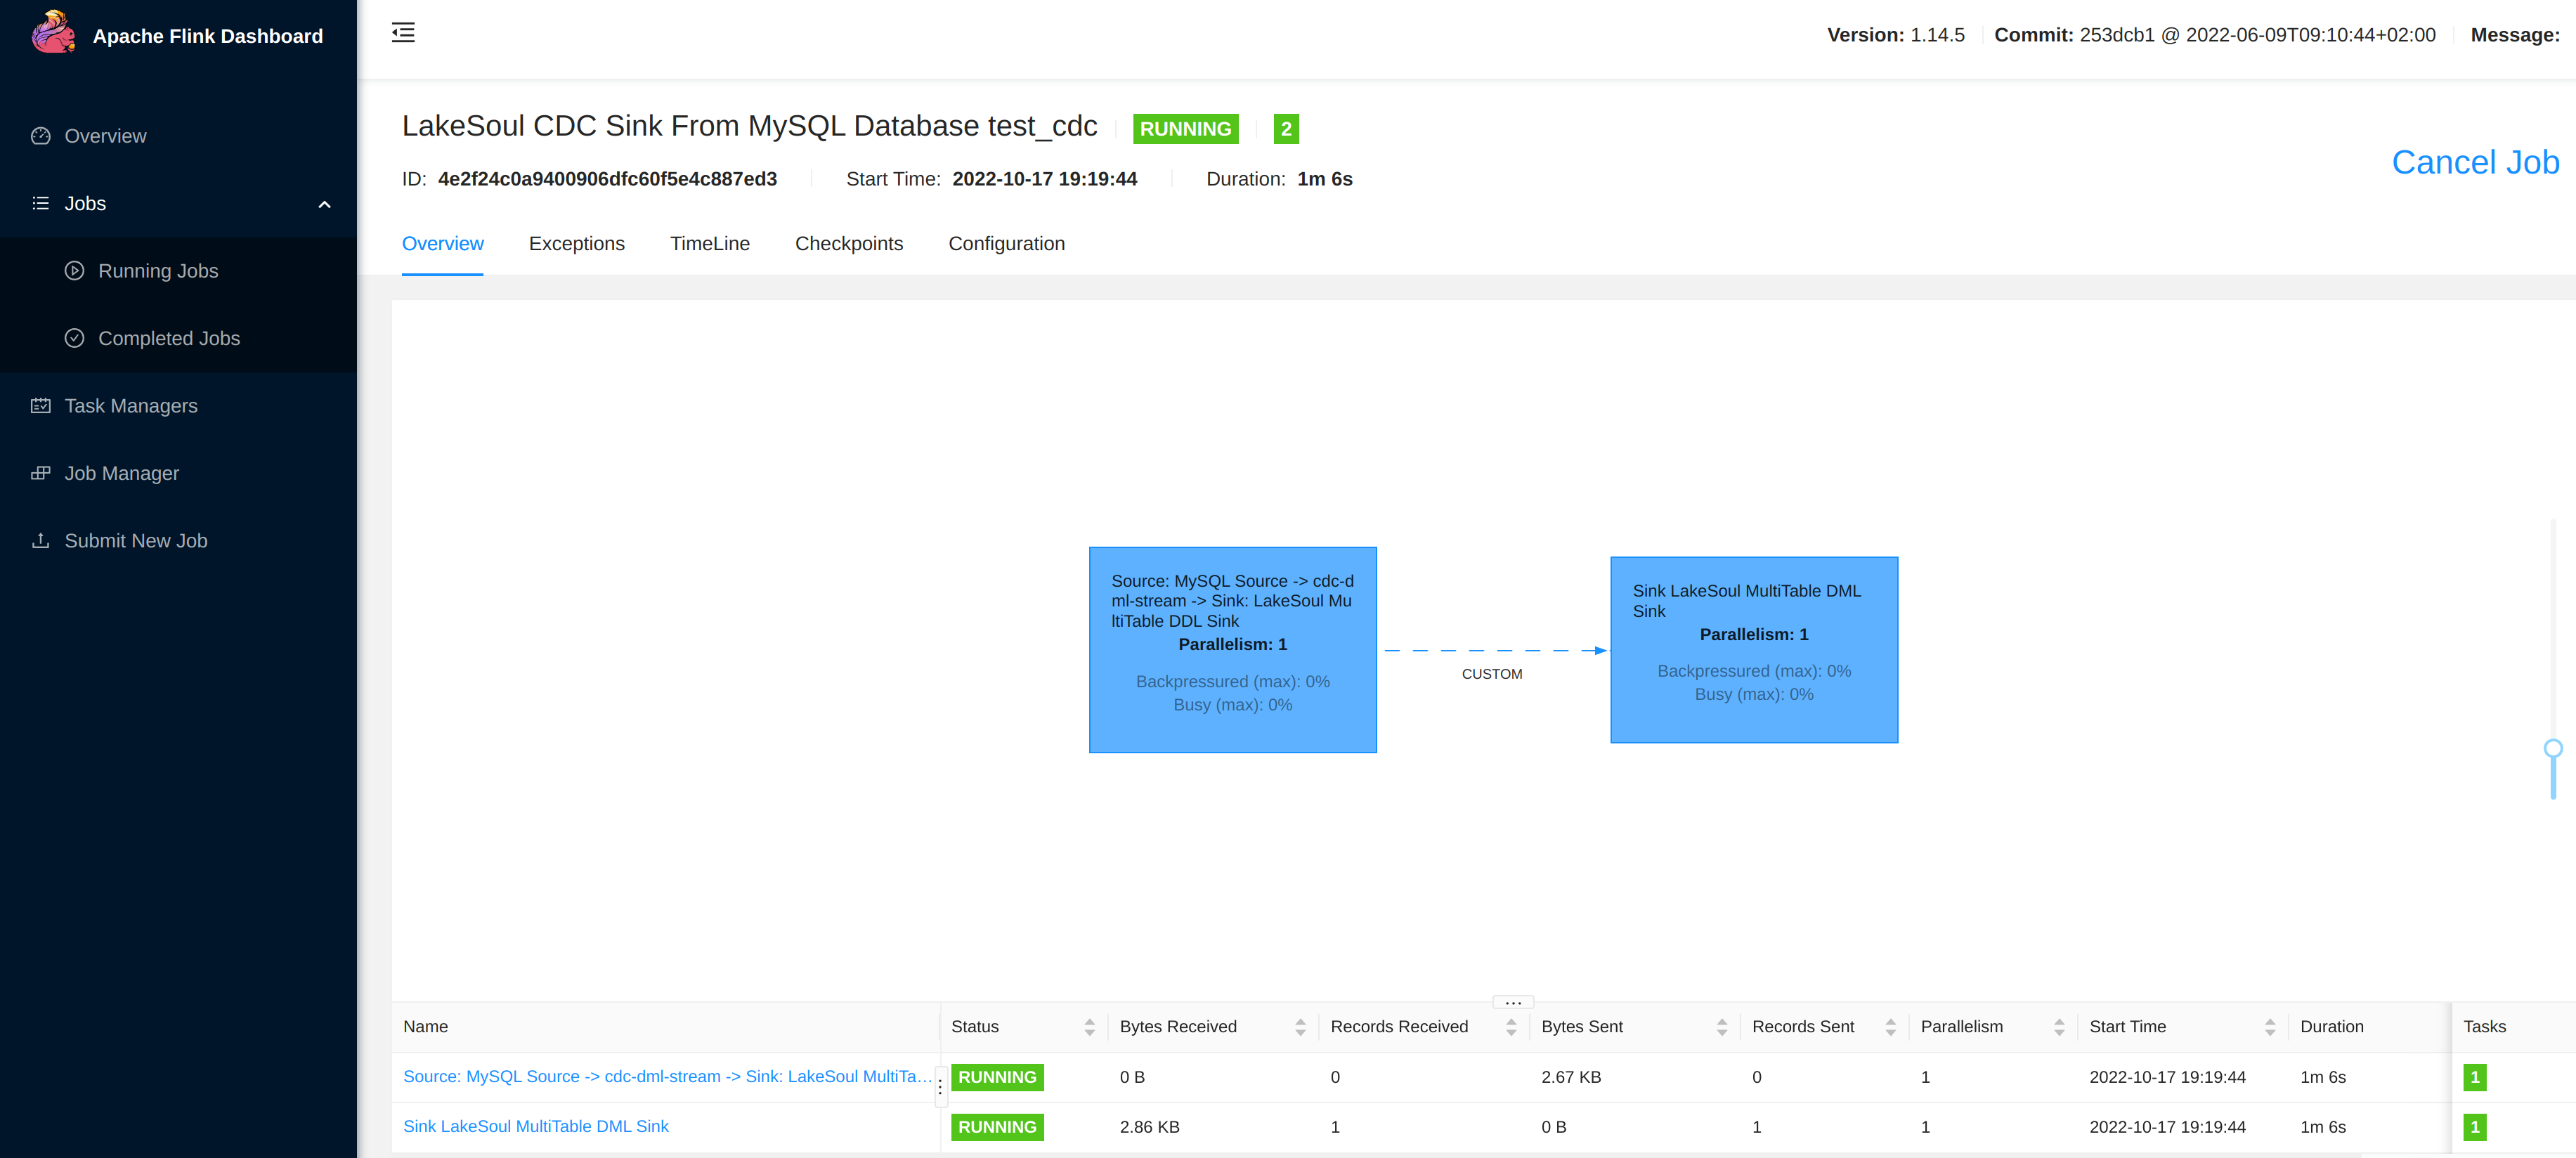 Apache Flink Dashboard
Version: 1.14.5 Commit: 253dcb1 @ 2022-06-09T09:10:44+02:00 Message:
Overview
Jobs
Running Jobs
Completed Jobs
Task Managers
Job Manager
Submit New Job
LakeSoul CDC Sink From MySQL Database test_cdc RUNNING 2
ID: 4e2f24c0a9400906dfc60f5e4c887ed3 Start Time: 2022-10-17 19:19:44 Duration: 1m 6s
Cancel Job
Overview Exceptions TimeLine Checkpoints Configuration
Source: MySQL Source -> cdc-d
ml-stream -> Sink: LakeSoul Mu
ltiTable DDL Sink
Parallelism: 1
Backpressured (max): 0%
Busy (max): 0%
CUSTOM
Sink LakeSoul MultiTable DML
Sink
Parallelism: 1
Backpressured (max): 0%
Busy (max): 0%
Name Status Bytes Received Records Received Bytes Sent Records Sent Parallelism Start Time Duration Tasks
Source: MySQL Source -> cdc-dml-stream -> Sink: LakeSoul MultiTa... RUNNING 0 B 0 2.67 KB 0 1 2022-10-17 19:19:44 1m 6s 1
Sink LakeSoul MultiTable DML Sink RUNNING 2.86 KB 1 0 B 1 1 2022-10-17 19:19:44 1m 6s 1